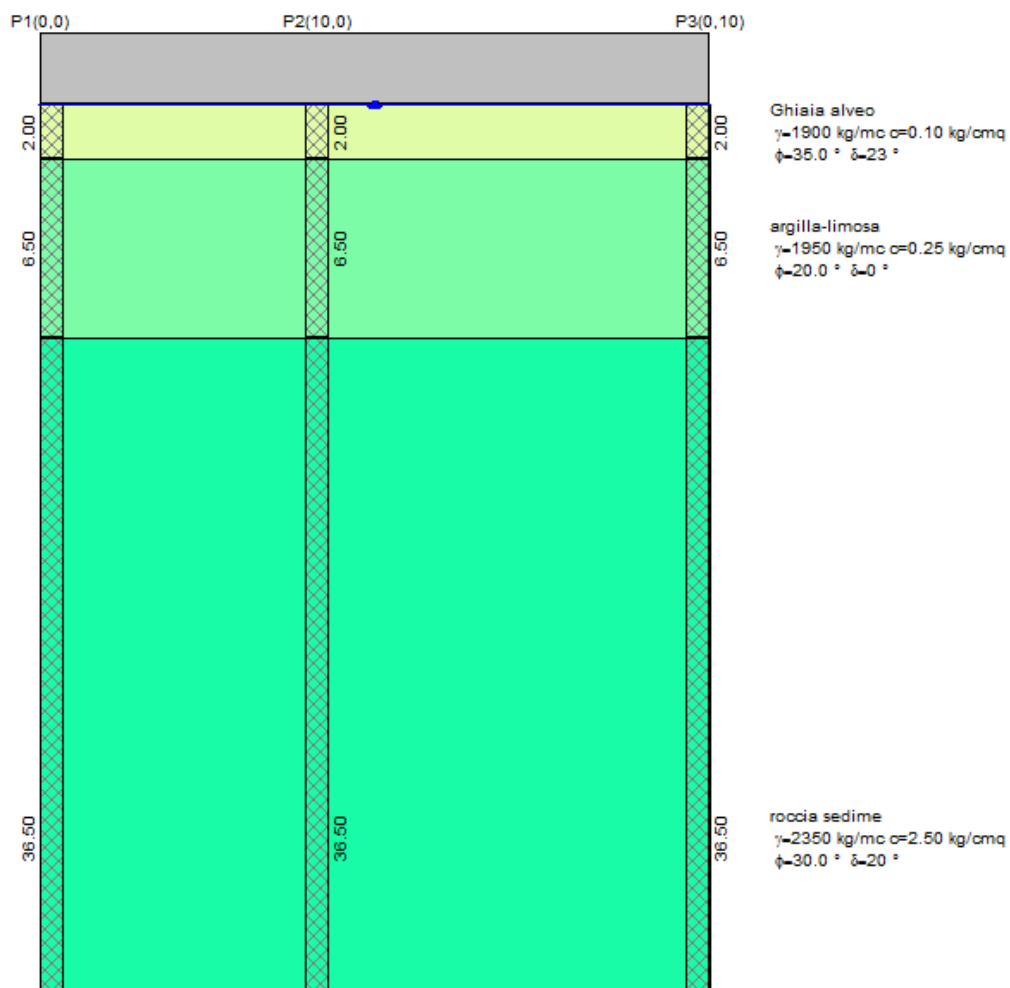 P1(0,0) P2(10,0) P3(0,10)
2.00 2.00 2.00
Ghiaia alveo
γ=1900 kg/mc c=0.10 kg/cmq
ϕ=35.0 ° δ=23 °
6.50 6.50 6.50
argilla-limosa
γ=1950 kg/mc c=0.25 kg/cmq
ϕ=20.0 ° δ=0 °
36.50 36.50 36.50
roccia sedime
γ=2350 kg/mc c=2.50 kg/cmq
ϕ=30.0 ° δ=20 °